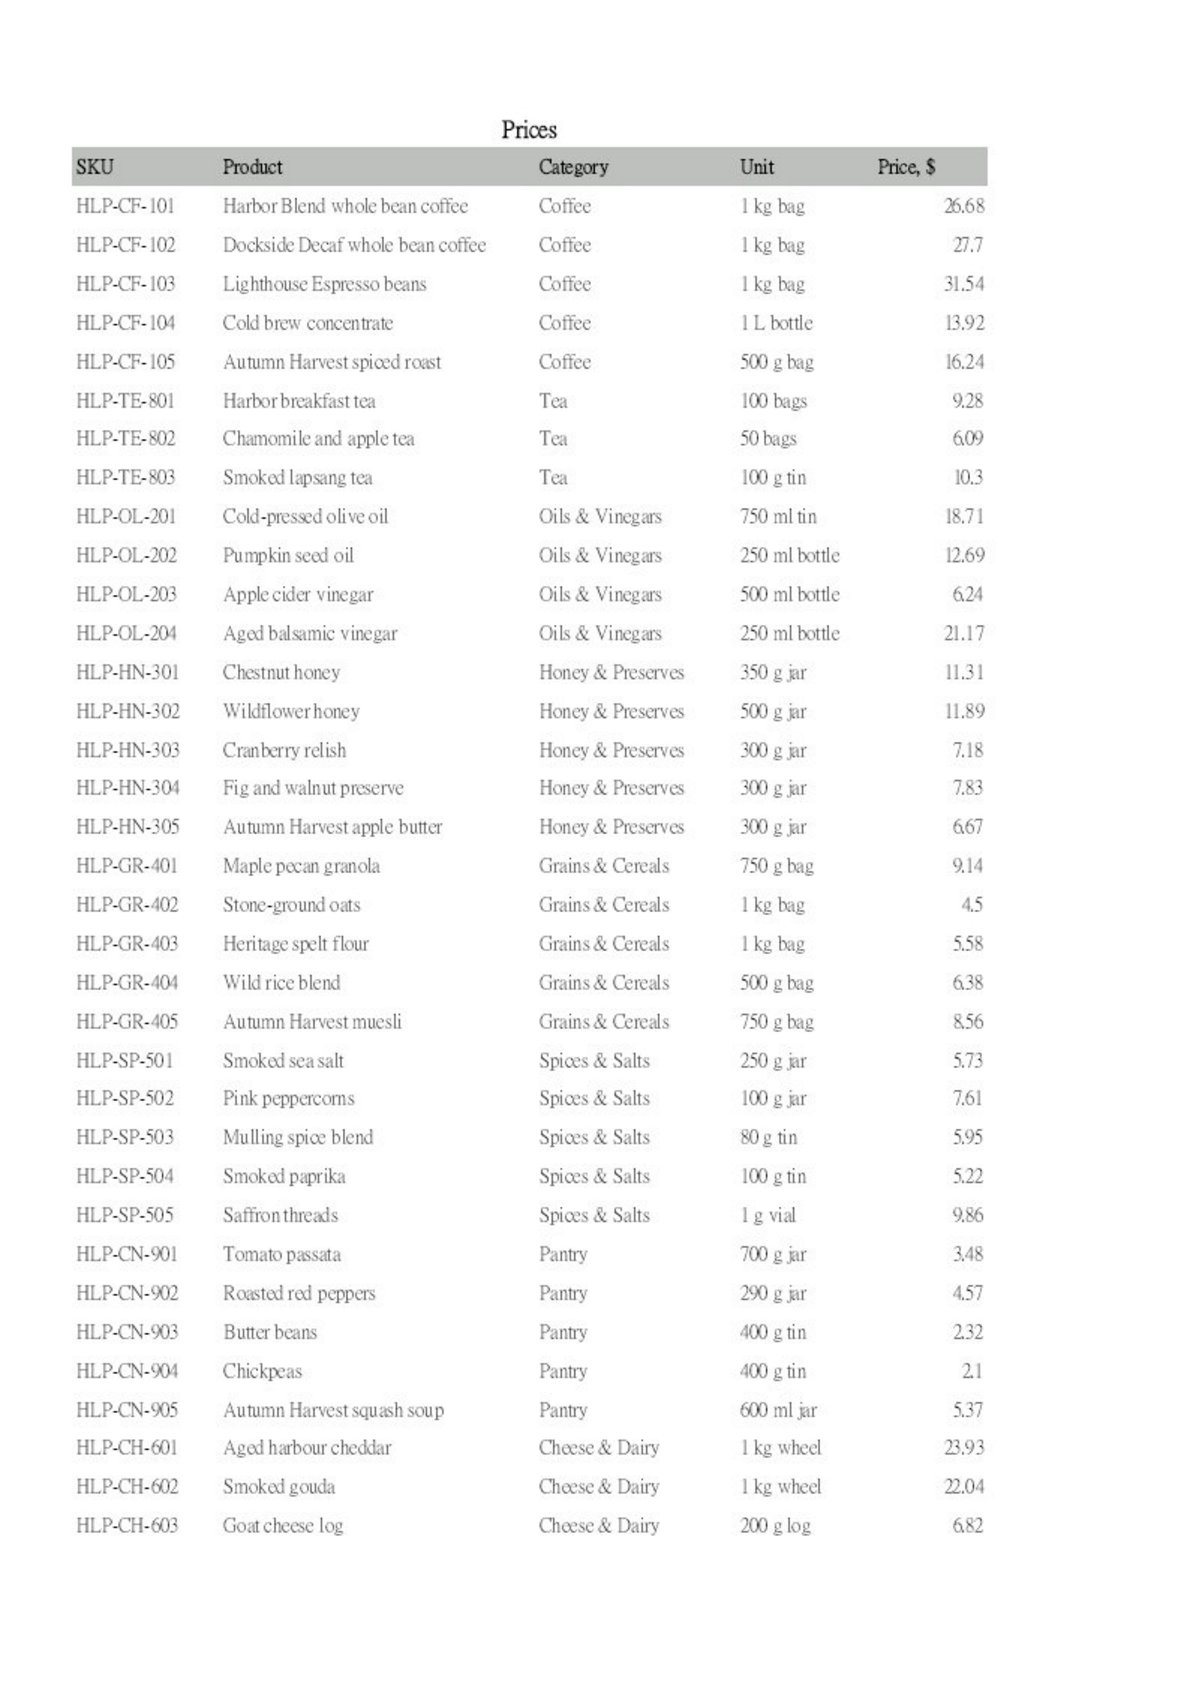 Prices
SKU Product Category Unit Price, $
HLP-CF-101 Harbor Blend whole bean coffee Coffee 1 kg bag 26.68
HLP-CF-102 Dockside Decaf whole bean coffee Coffee 1 kg bag 27.7
HLP-CF-103 Lighthouse Espresso beans Coffee 1 kg bag 31.54
HLP-CF-104 Cold brew concentrate Coffee 1 L bottle 13.92
HLP-CF-105 Autumn Harvest spiced roast Coffee 500 g bag 16.24
HLP-TE-801 Harbor breakfast tea Tea 100 bags 9.28
HLP-TE-802 Chamomile and apple tea Tea 50 bags 6.09
HLP-TE-803 Smoked lapsang tea Tea 100 g tin 10.3
HLP-OL-201 Cold-pressed olive oil Oils & Vinegars 750 ml tin 18.71
HLP-OL-202 Pumpkin seed oil Oils & Vinegars 250 ml bottle 12.69
HLP-OL-203 Apple cider vinegar Oils & Vinegars 500 ml bottle 6.24
HLP-OL-204 Aged balsamic vinegar Oils & Vinegars 250 ml bottle 21.17
HLP-HN-301 Chestnut honey Honey & Preserves 350 g jar 11.31
HLP-HN-302 Wildflower honey Honey & Preserves 500 g jar 11.89
HLP-HN-303 Cranberry relish Honey & Preserves 300 g jar 7.18
HLP-HN-304 Fig and walnut preserve Honey & Preserves 300 g jar 7.83
HLP-HN-305 Autumn Harvest apple butter Honey & Preserves 300 g jar 6.67
HLP-GR-401 Maple pecan granola Grains & Cereals 750 g bag 9.14
HLP-GR-402 Stone-ground oats Grains & Cereals 1 kg bag 4.5
HLP-GR-403 Heritage spelt flour Grains & Cereals 1 kg bag 5.58
HLP-GR-404 Wild rice blend Grains & Cereals 500 g bag 6.38
HLP-GR-405 Autumn Harvest muesli Grains & Cereals 750 g bag 8.56
HLP-SP-501 Smoked sea salt Spices & Salts 250 g jar 5.73
HLP-SP-502 Pink peppercorns Spices & Salts 100 g jar 7.61
HLP-SP-503 Mulling spice blend Spices & Salts 80 g tin 5.95
HLP-SP-504 Smoked paprika Spices & Salts 100 g tin 5.22
HLP-SP-505 Saffron threads Spices & Salts 1 g vial 9.86
HLP-CN-901 Tomato passata Pantry 700 g jar 3.48
HLP-CN-902 Roasted red peppers Pantry 290 g jar 4.57
HLP-CN-903 Butter beans Pantry 400 g tin 2.32
HLP-CN-904 Chickpeas Pantry 400 g tin 2.1
HLP-CN-905 Autumn Harvest squash soup Pantry 600 ml jar 5.37
HLP-CH-601 Aged harbour cheddar Cheese & Dairy 1 kg wheel 23.93
HLP-CH-602 Smoked gouda Cheese & Dairy 1 kg wheel 22.04
HLP-CH-603 Goat cheese log Cheese & Dairy 200 g log 6.82